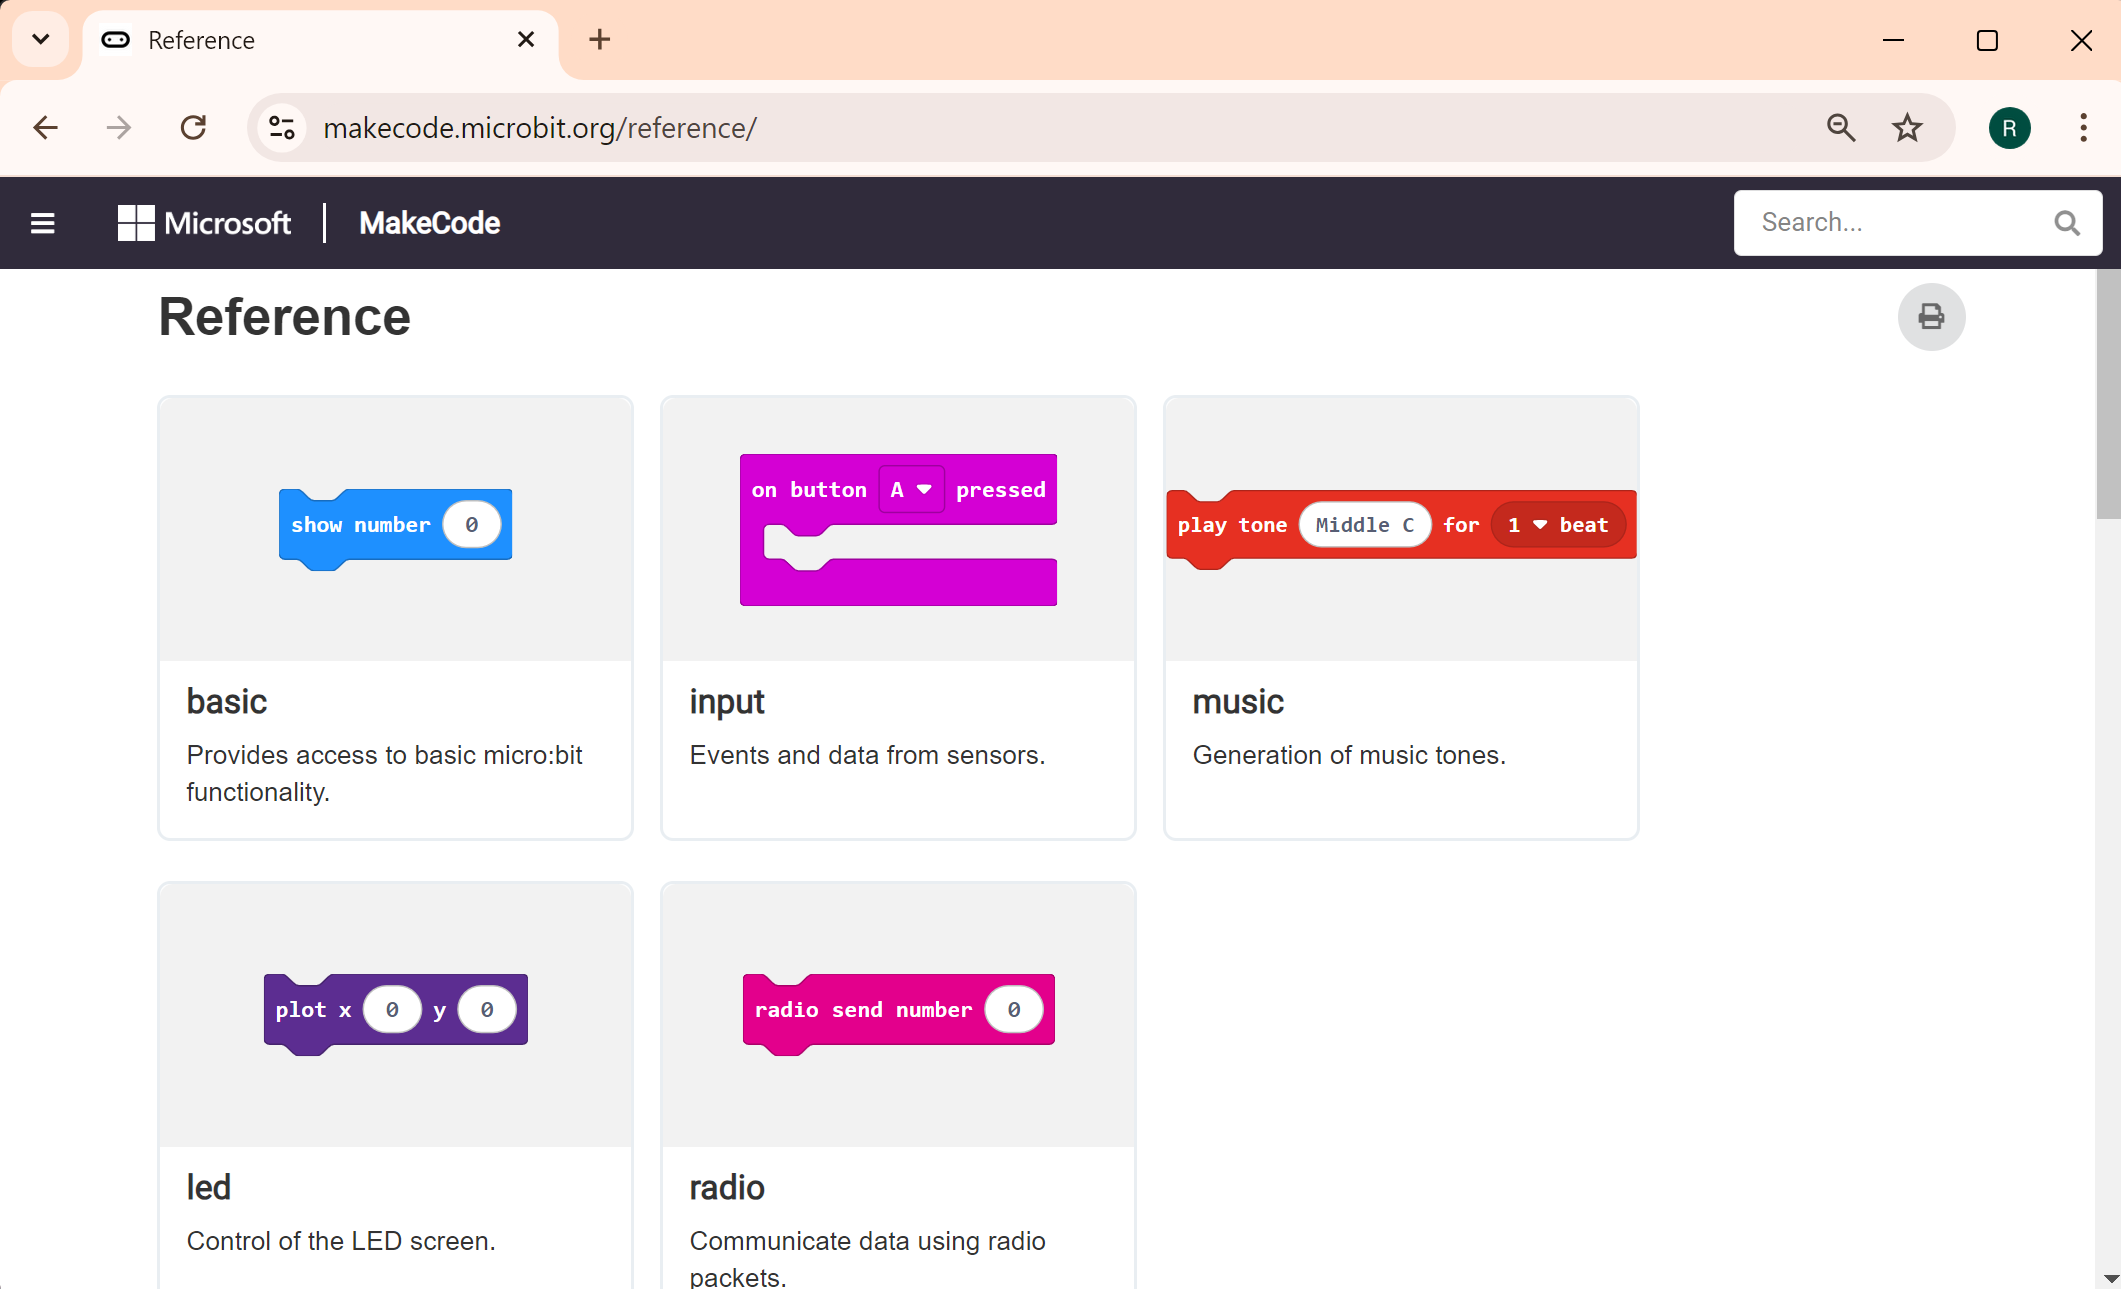 Reference
makecode.microbit.org/reference/
R
Microsoft | MakeCode
Search...
Reference
show number 0
on button A pressed
play tone Middle C for 1 beat
basic
Provides access to basic micro:bit
functionality.
input
Events and data from sensors.
music
Generation of music tones.
plot x 0 y 0
radio send number 0
led
Control of the LED screen.
radio
Communicate data using radio
packets.